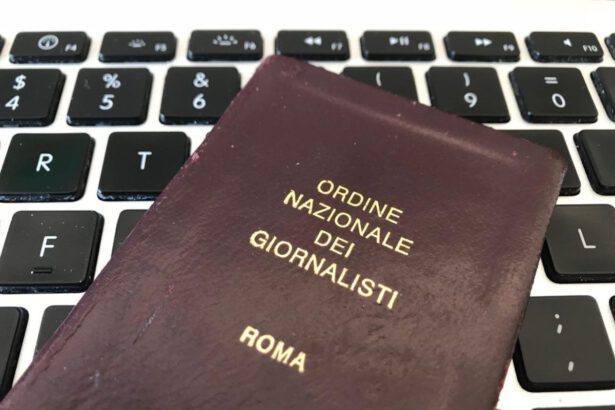 F4 F5 F6 F7 F8 F9 F10
$ % & ( =
4 5 6 9 0
R T
ORDINE
NAZIONALE
DEI
GIORNALISTI
ROMA
F L
;